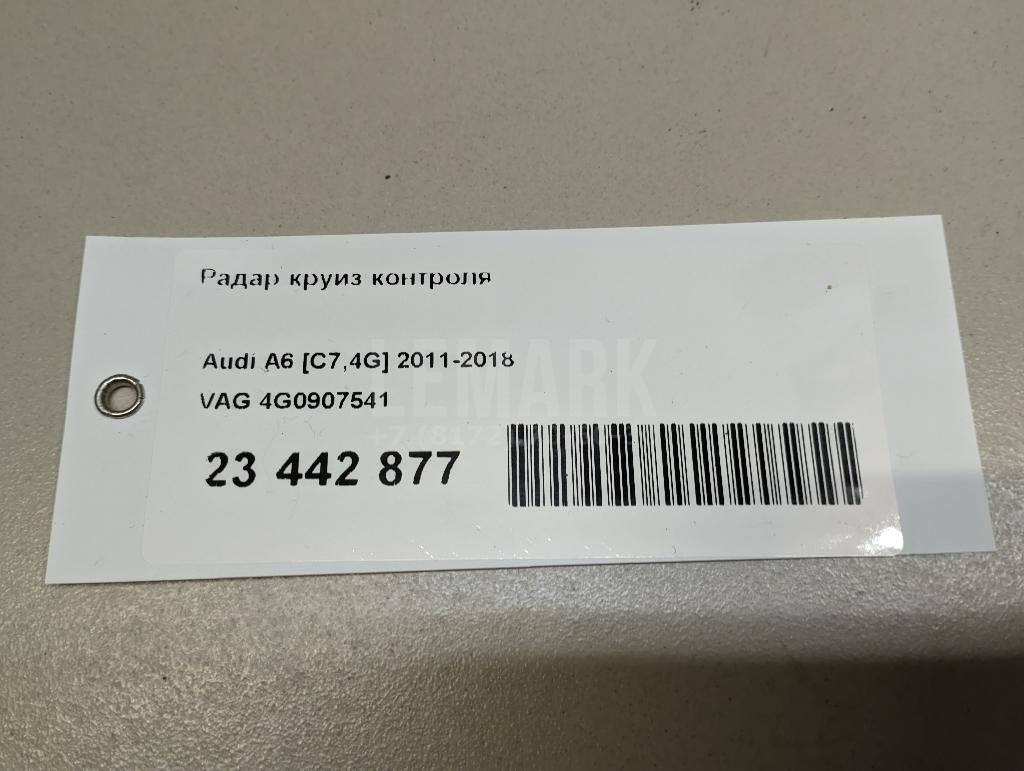 Радар круиз контроля
Audi A6 [C7,4G] 2011-2018
LEMARK
VAG 4G0907541
23 442 877